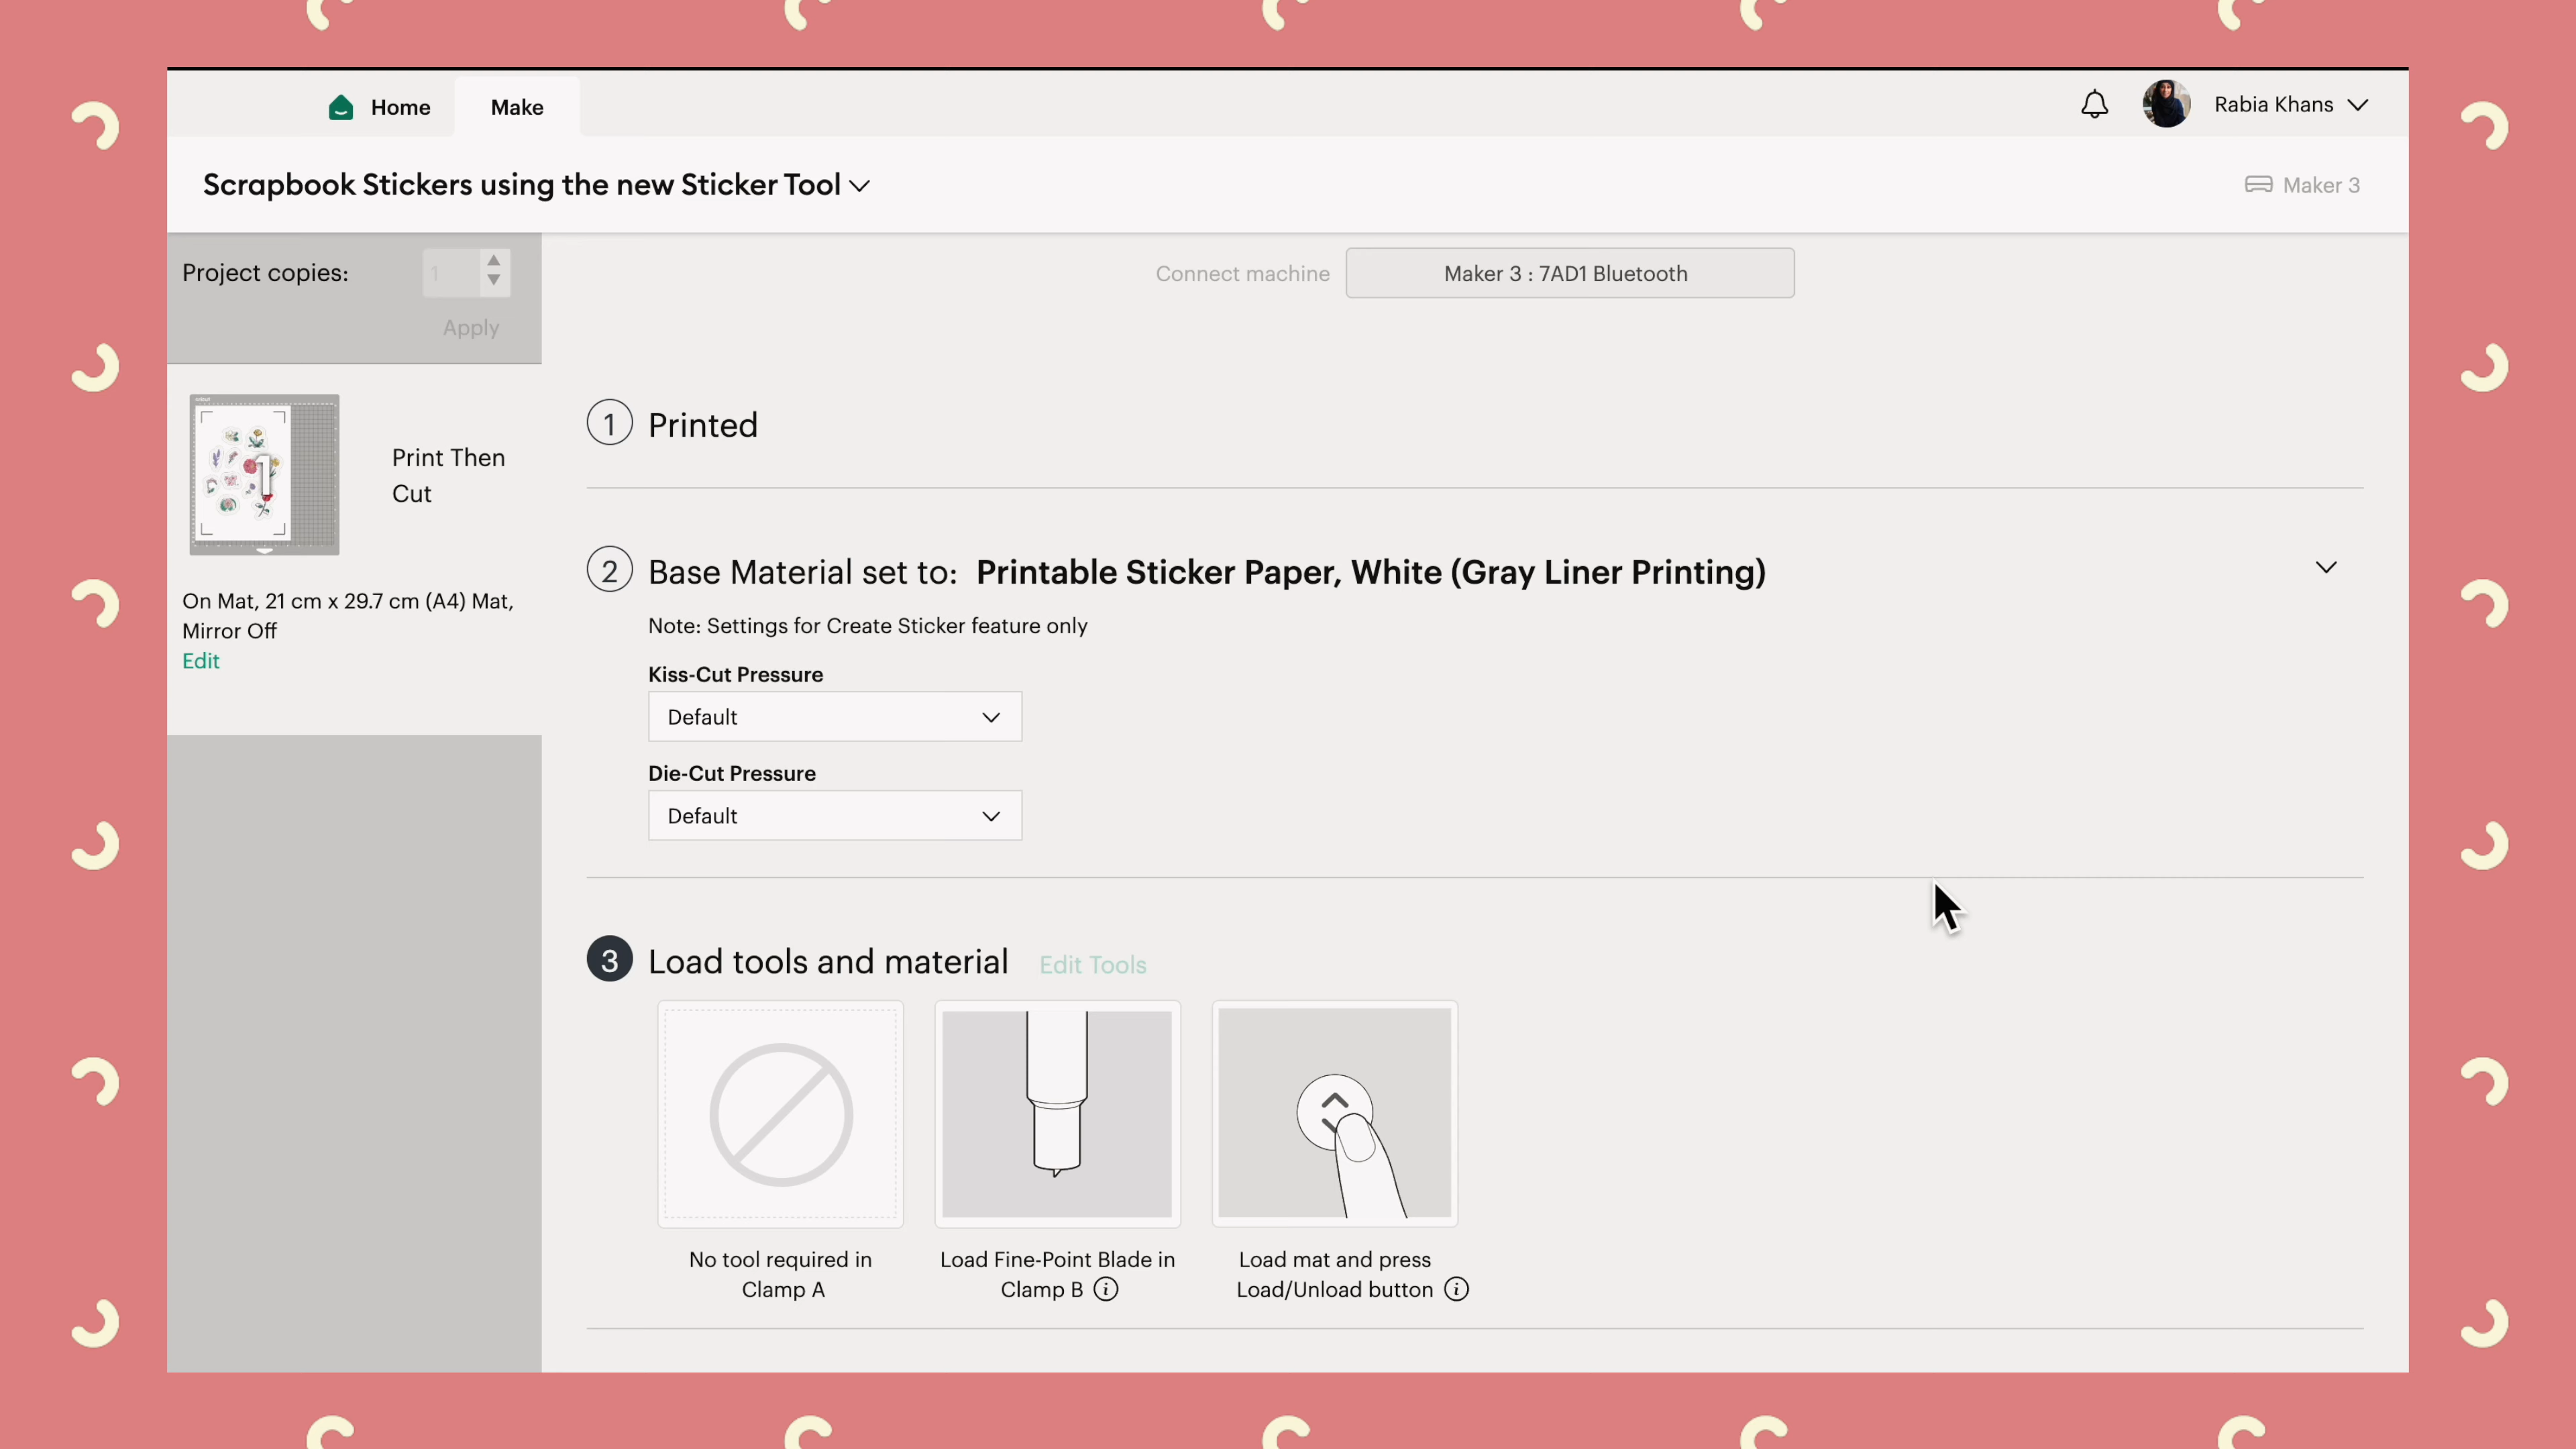 Home
Make
Rabia Khans
Scrapbook Stickers using the new Sticker Tool
Maker 3
Project copies:
1
Apply
Connect machine
Maker 3 : 7AD1 Bluetooth
1
Print Then
Cut
On Mat, 21 cm x 29.7 cm (A4) Mat,
Mirror Off
Edit
1 Printed
2 Base Material set to: Printable Sticker Paper, White (Gray Liner Printing)
Note: Settings for Create Sticker feature only
Kiss-Cut Pressure
Default
Die-Cut Pressure
Default
3 Load tools and material
Edit Tools
No tool required in
Clamp A
Load Fine-Point Blade in
Clamp B
Load mat and press
Load/Unload button